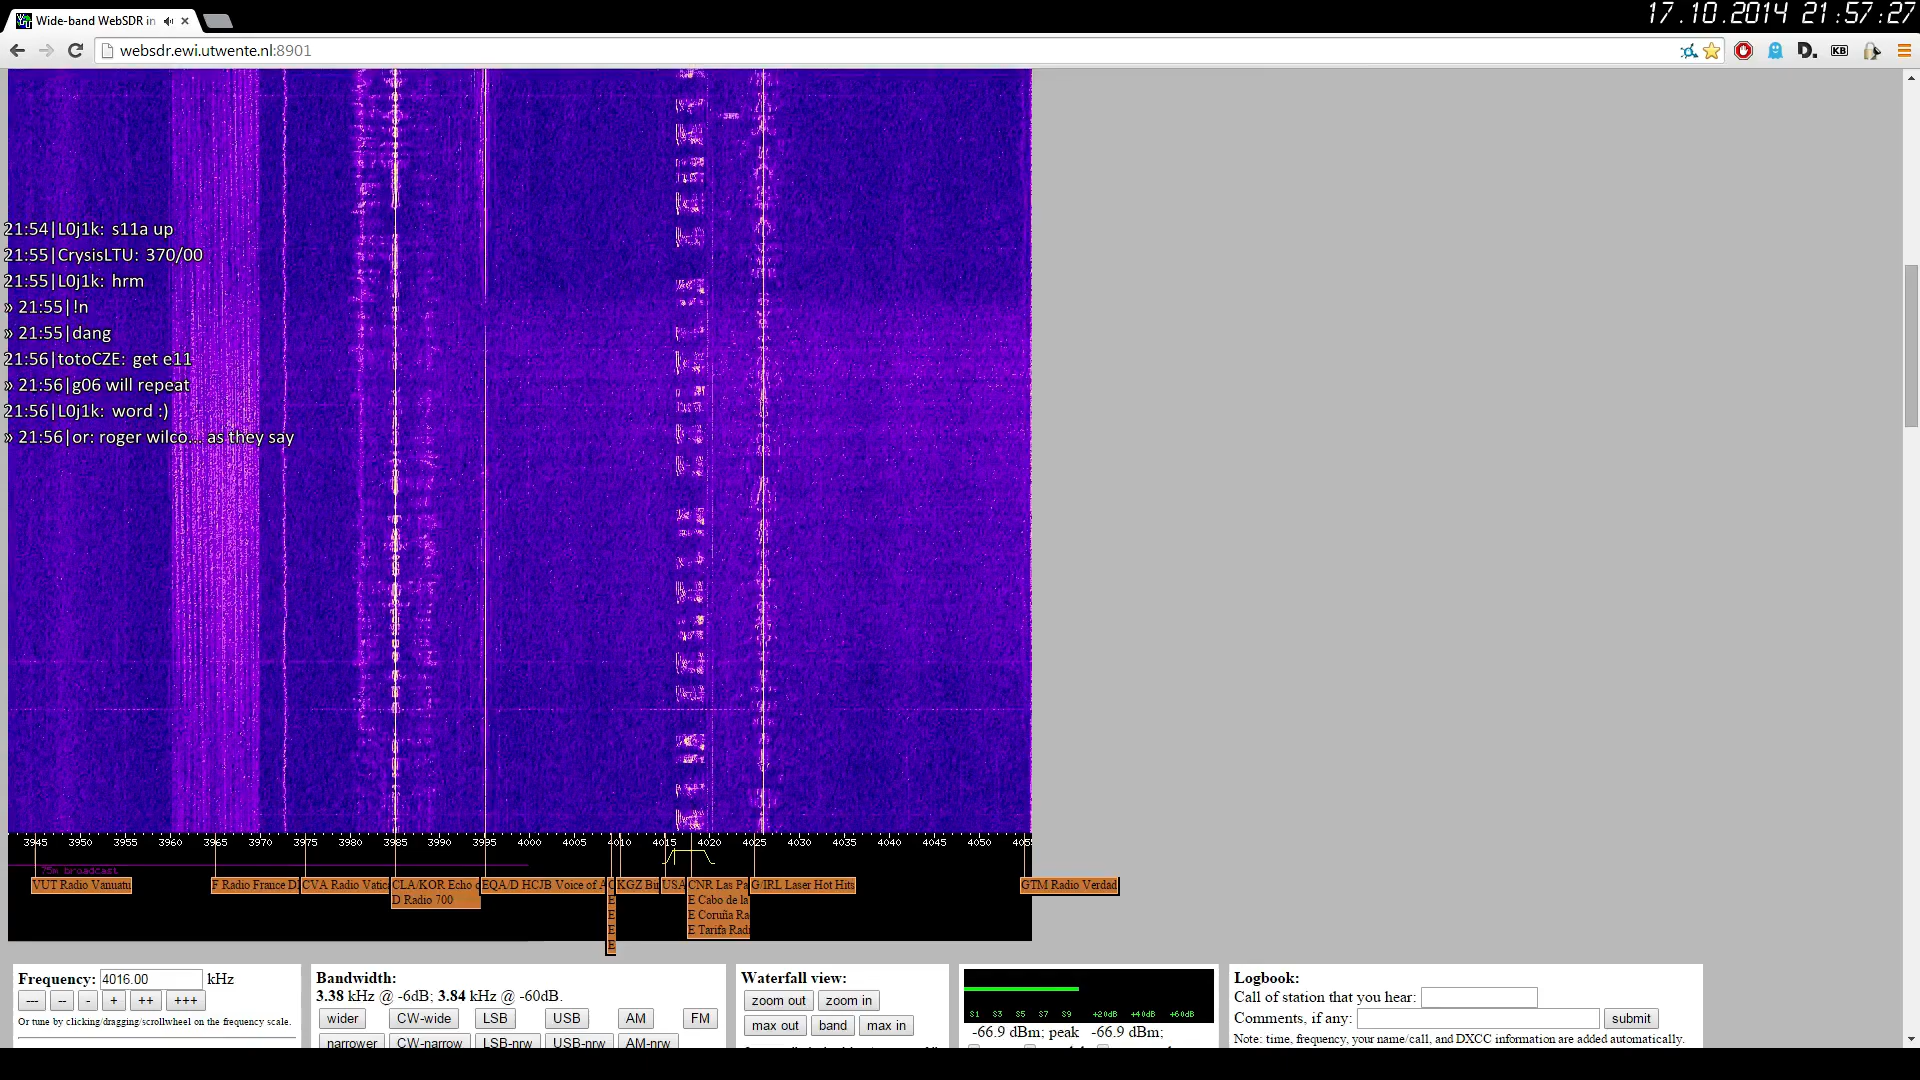 17.10.2014 21:57:27
Wide-band WebSDR in
websdr.ewi.utwente.nl:8901
D. KB
21:54|L0j1k: s11a up
21:55|CrysisLTU: 370/00
21:55|L0j1k: hrm
» 21:55|!n
» 21:55|dang
21:56|totoCZE: get e11
» 21:56|g06 will repeat
21:56|L0j1k: word :)
» 21:56|or: roger wilco... as they say
3945 3950 3955 3960 3965 3970 3975 3980 3985 3990 3995 4000 4005 4010 4015 4020 4025 4030 4035 4040 4045 4050 405
75m broadcast
VUT Radio Vanuatu F Radio France D CVA Radio Vatic CLA/KOR Echo EQA/D HCJB Voice of A KGZ Bi USA CNR Las Pa G/IRL Laser Hot Hits GTM Radio Verdad
D Radio 700 E E Cabo de la
E E Coruña Ra
E E Tarifa Radi
E
Frequency: 4016.00 kHz
--- -- - + ++ +++
Or tune by clicking/dragging/scrollwheel on the frequency scale.
Bandwidth:
3.38 kHz @ -6dB; 3.84 kHz @ -60dB.
wider CW-wide LSB USB AM FM
narrower CW-narrow LSB-nrw USB-nrw AM-nrw
Waterfall view:
zoom out zoom in
max out band max in
S1 S3 S5 S7 S9 +20dB +40dB +60dB
-66.9 dBm; peak -66.9 dBm;
Logbook:
Call of station that you hear:
Comments, if any: submit
Note: time, frequency, your name/call, and DXCC information are added automatically.